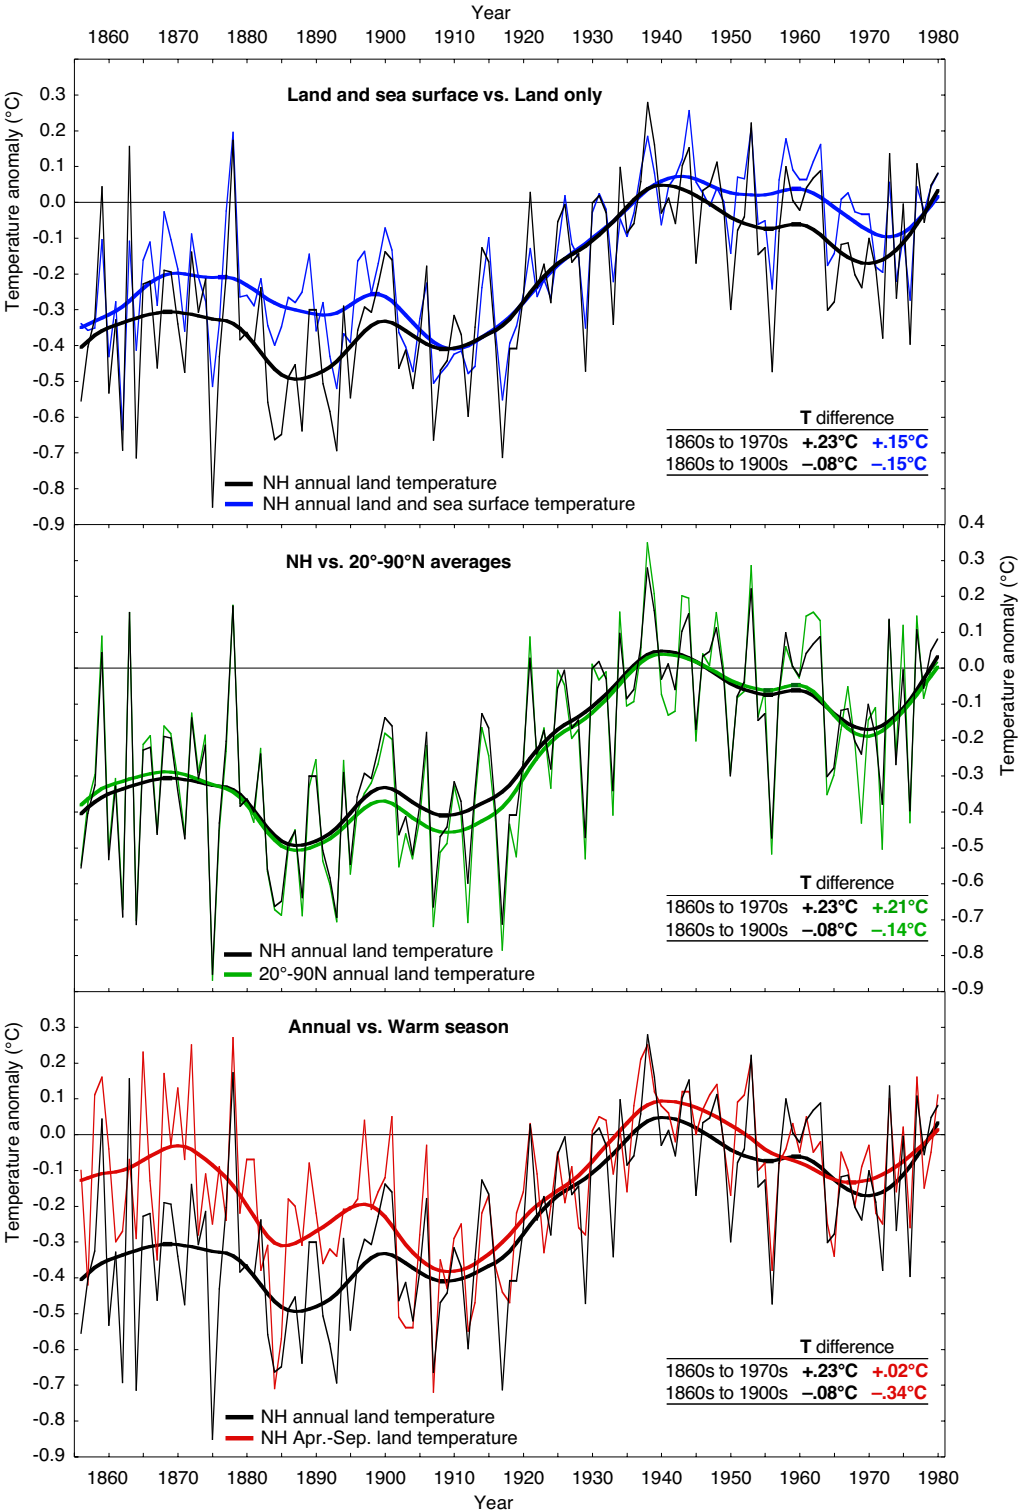 Year
1860 1870 1880 1890 1900 1910 1920 1930 1940 1950 1960 1970 1980
Temperature anomaly (°C)
Land and sea surface vs. Land only
0.3
0.2
0.1
0.0
-0.1
-0.2
-0.3
-0.4
-0.5
-0.6
-0.7
-0.8
-0.9
T difference
1860s to 1970s +.23°C +.15°C
1860s to 1900s –.08°C –.15°C
NH annual land temperature
NH annual land and sea surface temperature
NH vs. 20°-90°N averages
0.4
0.3
0.2
0.1
0.0
-0.1
-0.2
-0.3
-0.4
-0.5
-0.6
-0.7
-0.8
-0.9
Temperature anomaly (°C)
T difference
1860s to 1970s +.23°C +.21°C
1860s to 1900s –.08°C –.14°C
NH annual land temperature
20°-90N annual land temperature
Annual vs. Warm season
Temperature anomaly (°C)
0.3
0.2
0.1
0.0
-0.1
-0.2
-0.3
-0.4
-0.5
-0.6
-0.7
-0.8
-0.9
T difference
1860s to 1970s +.23°C +.02°C
1860s to 1900s –.08°C –.34°C
NH annual land temperature
NH Apr.-Sep. land temperature
1860 1870 1880 1890 1900 1910 1920 1930 1940 1950 1960 1970 1980
Year